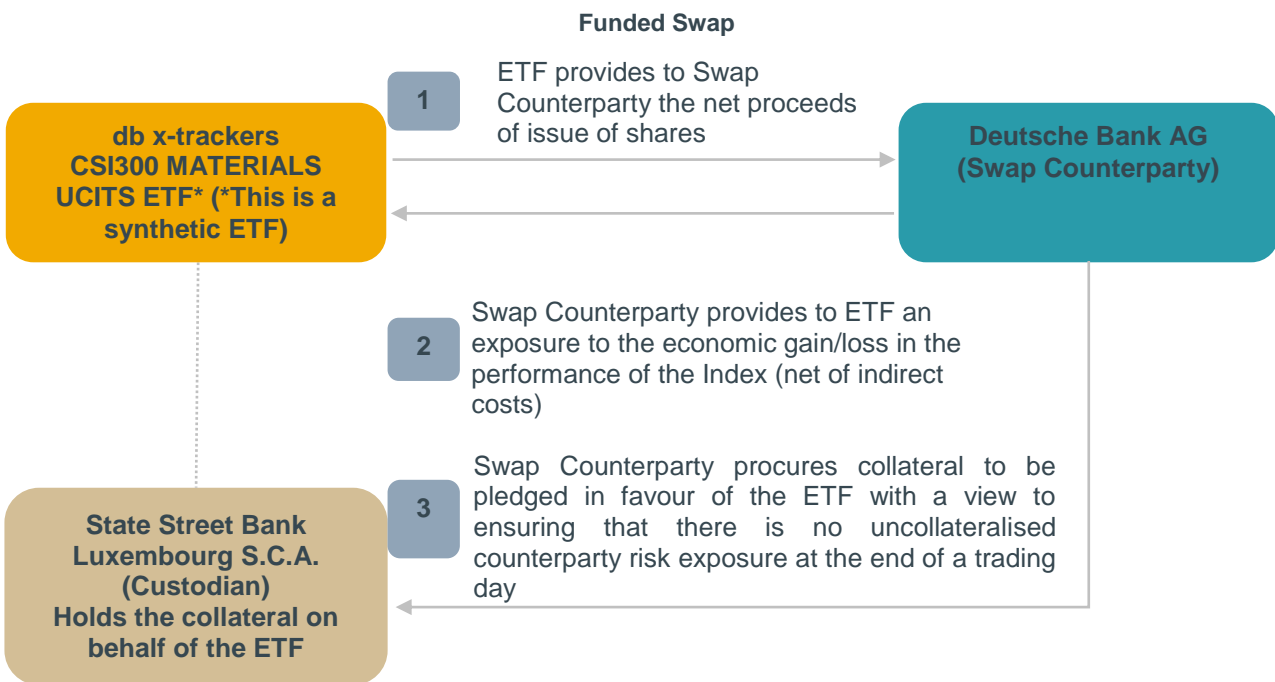 Funded Swap
1
ETF provides to Swap
Counterparty the net proceeds
of issue of shares
db x-trackers
CSI300 MATERIALS
UCITS ETF* (*This is a
synthetic ETF)
Deutsche Bank AG
(Swap Counterparty)
2
Swap Counterparty provides to ETF an
exposure to the economic gain/loss in the
performance of the Index (net of indirect
costs)
3
Swap Counterparty procures collateral to be
pledged in favour of the ETF with a view to
ensuring that there is no uncollateralised
counterparty risk exposure at the end of a trading
day
State Street Bank
Luxembourg S.C.A.
(Custodian)
Holds the collateral on
behalf of the ETF